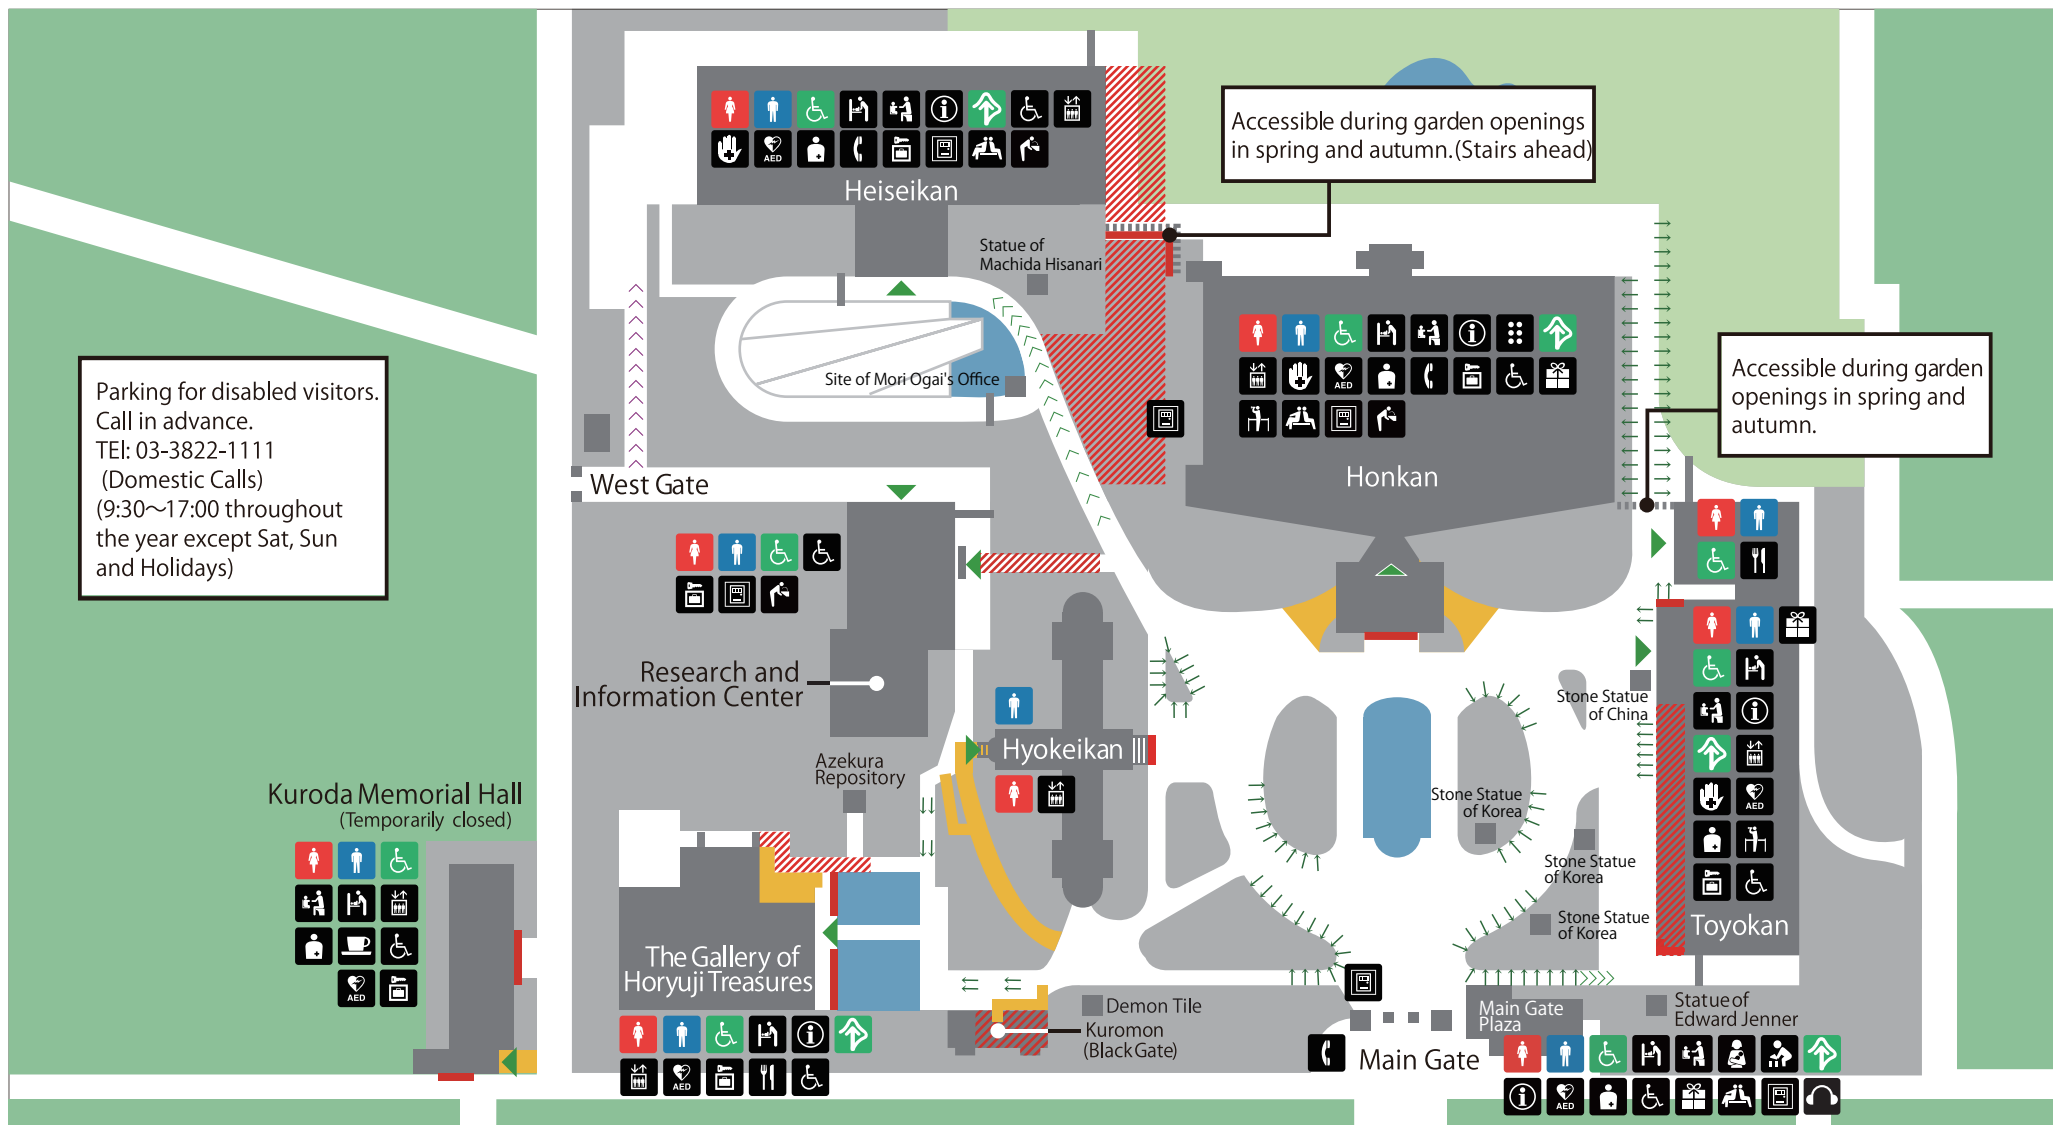 Heiseikan
AED
Accessible during garden openings
in spring and autumn.(Stairs ahead)
Statue of
Machida Hisanari
Site of Mori Ogai's Office
AED
Honkan
Accessible during garden
openings in spring and
autumn.
Parking for disabled visitors.
Call in advance.
TEl: 03-3822-1111
(Domestic Calls)
(9:30～17:00 throughout
the year except Sat, Sun
and Holidays)
West Gate
Research and
Information Center
Hyokeikan
Azekura
Repository
Stone Statue
of China
Stone Statue
of Korea
Stone Statue
of Korea
Stone Statue
of Korea
AED
Toyokan
Kuroda Memorial Hall
(Temporarily closed)
AED
The Gallery of
Horyuji Treasures
AED
Demon Tile
Kuromon
(Black Gate)
Main Gate
Main Gate
Plaza
Statue of
Edward Jenner
AED